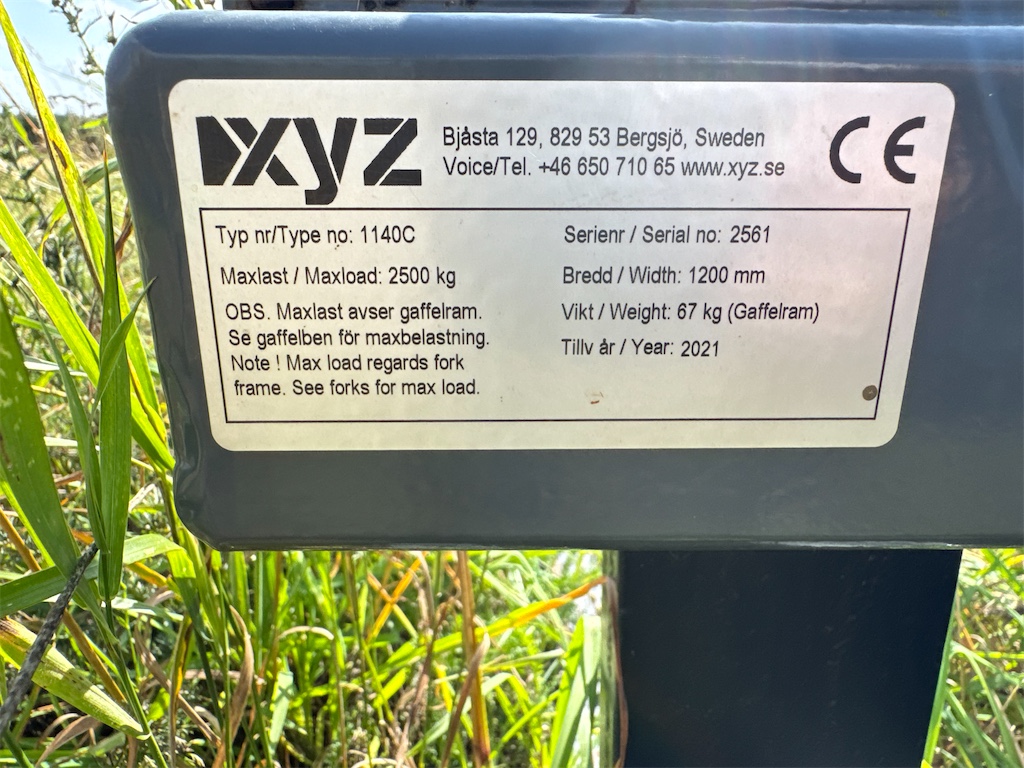 xyz
Bjåsta 129, 829 53 Bergsjö, Sweden
Voice/Tel. +46 650 710 65 www.xyz.se
CE
Typ nr/Type no: 1140C
Serienr / Serial no: 2561
Maxlast / Maxload: 2500 kg
Bredd / Width: 1200 mm
OBS. Maxlast avser gaffelram.
Vikt / Weight: 67 kg (Gaffelram)
Se gaffelben för maxbelastning.
Tillv år / Year: 2021
Note ! Max load regards fork
frame. See forks for max load.